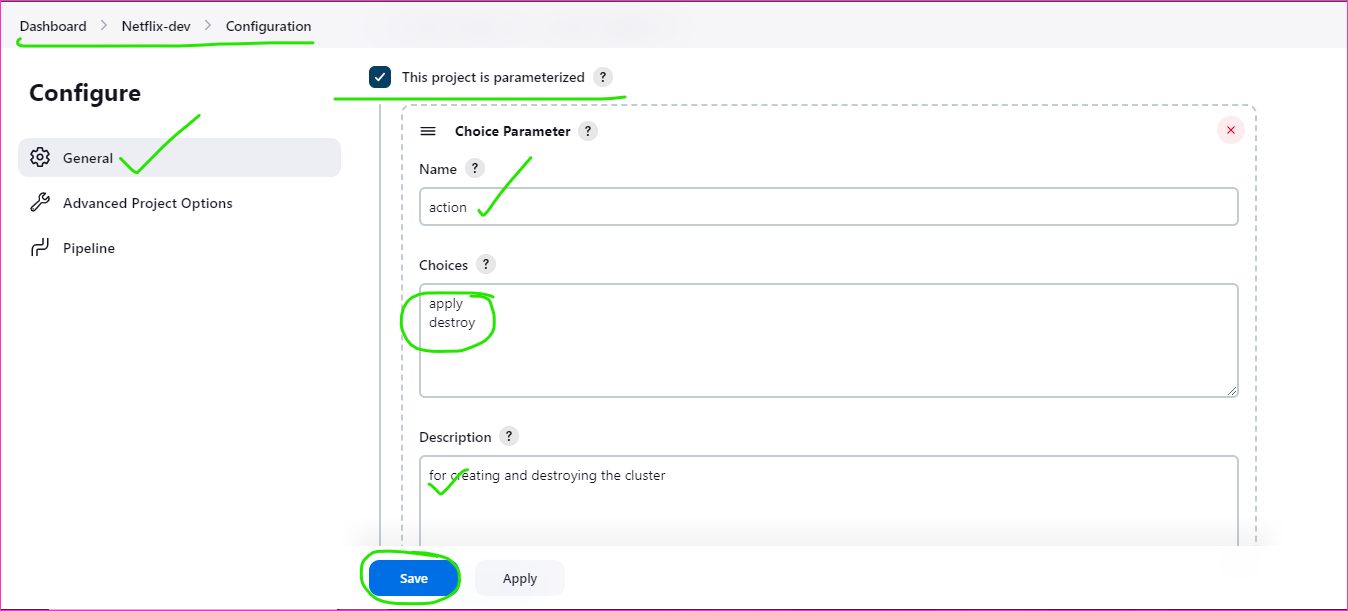 Dashboard > Netflix-dev > Configuration
Configure
General
Advanced Project Options
Pipeline
This project is parameterized ?
Choice Parameter ?
Name ?
action
Choices ?
apply
destroy
Description ?
for creating and destroying the cluster
Save
Apply